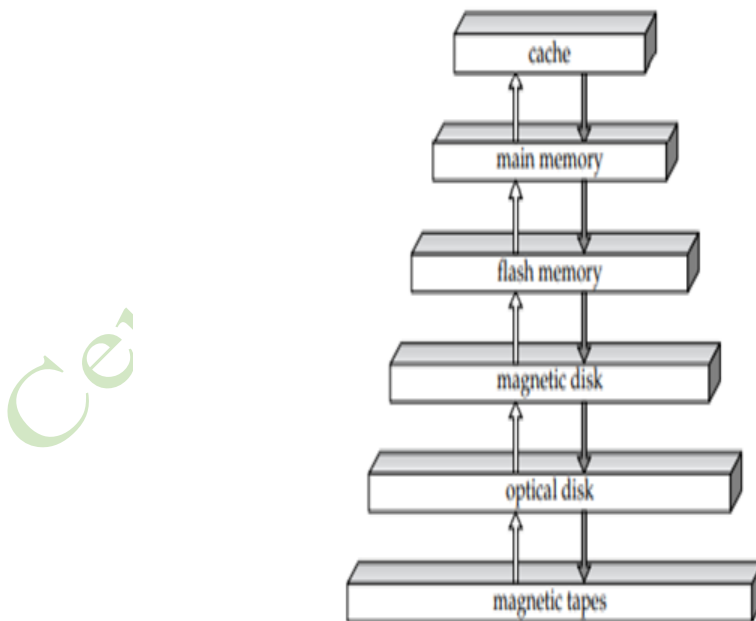 cache
main memory
flash memory
magnetic disk
optical disk
magnetic tapes